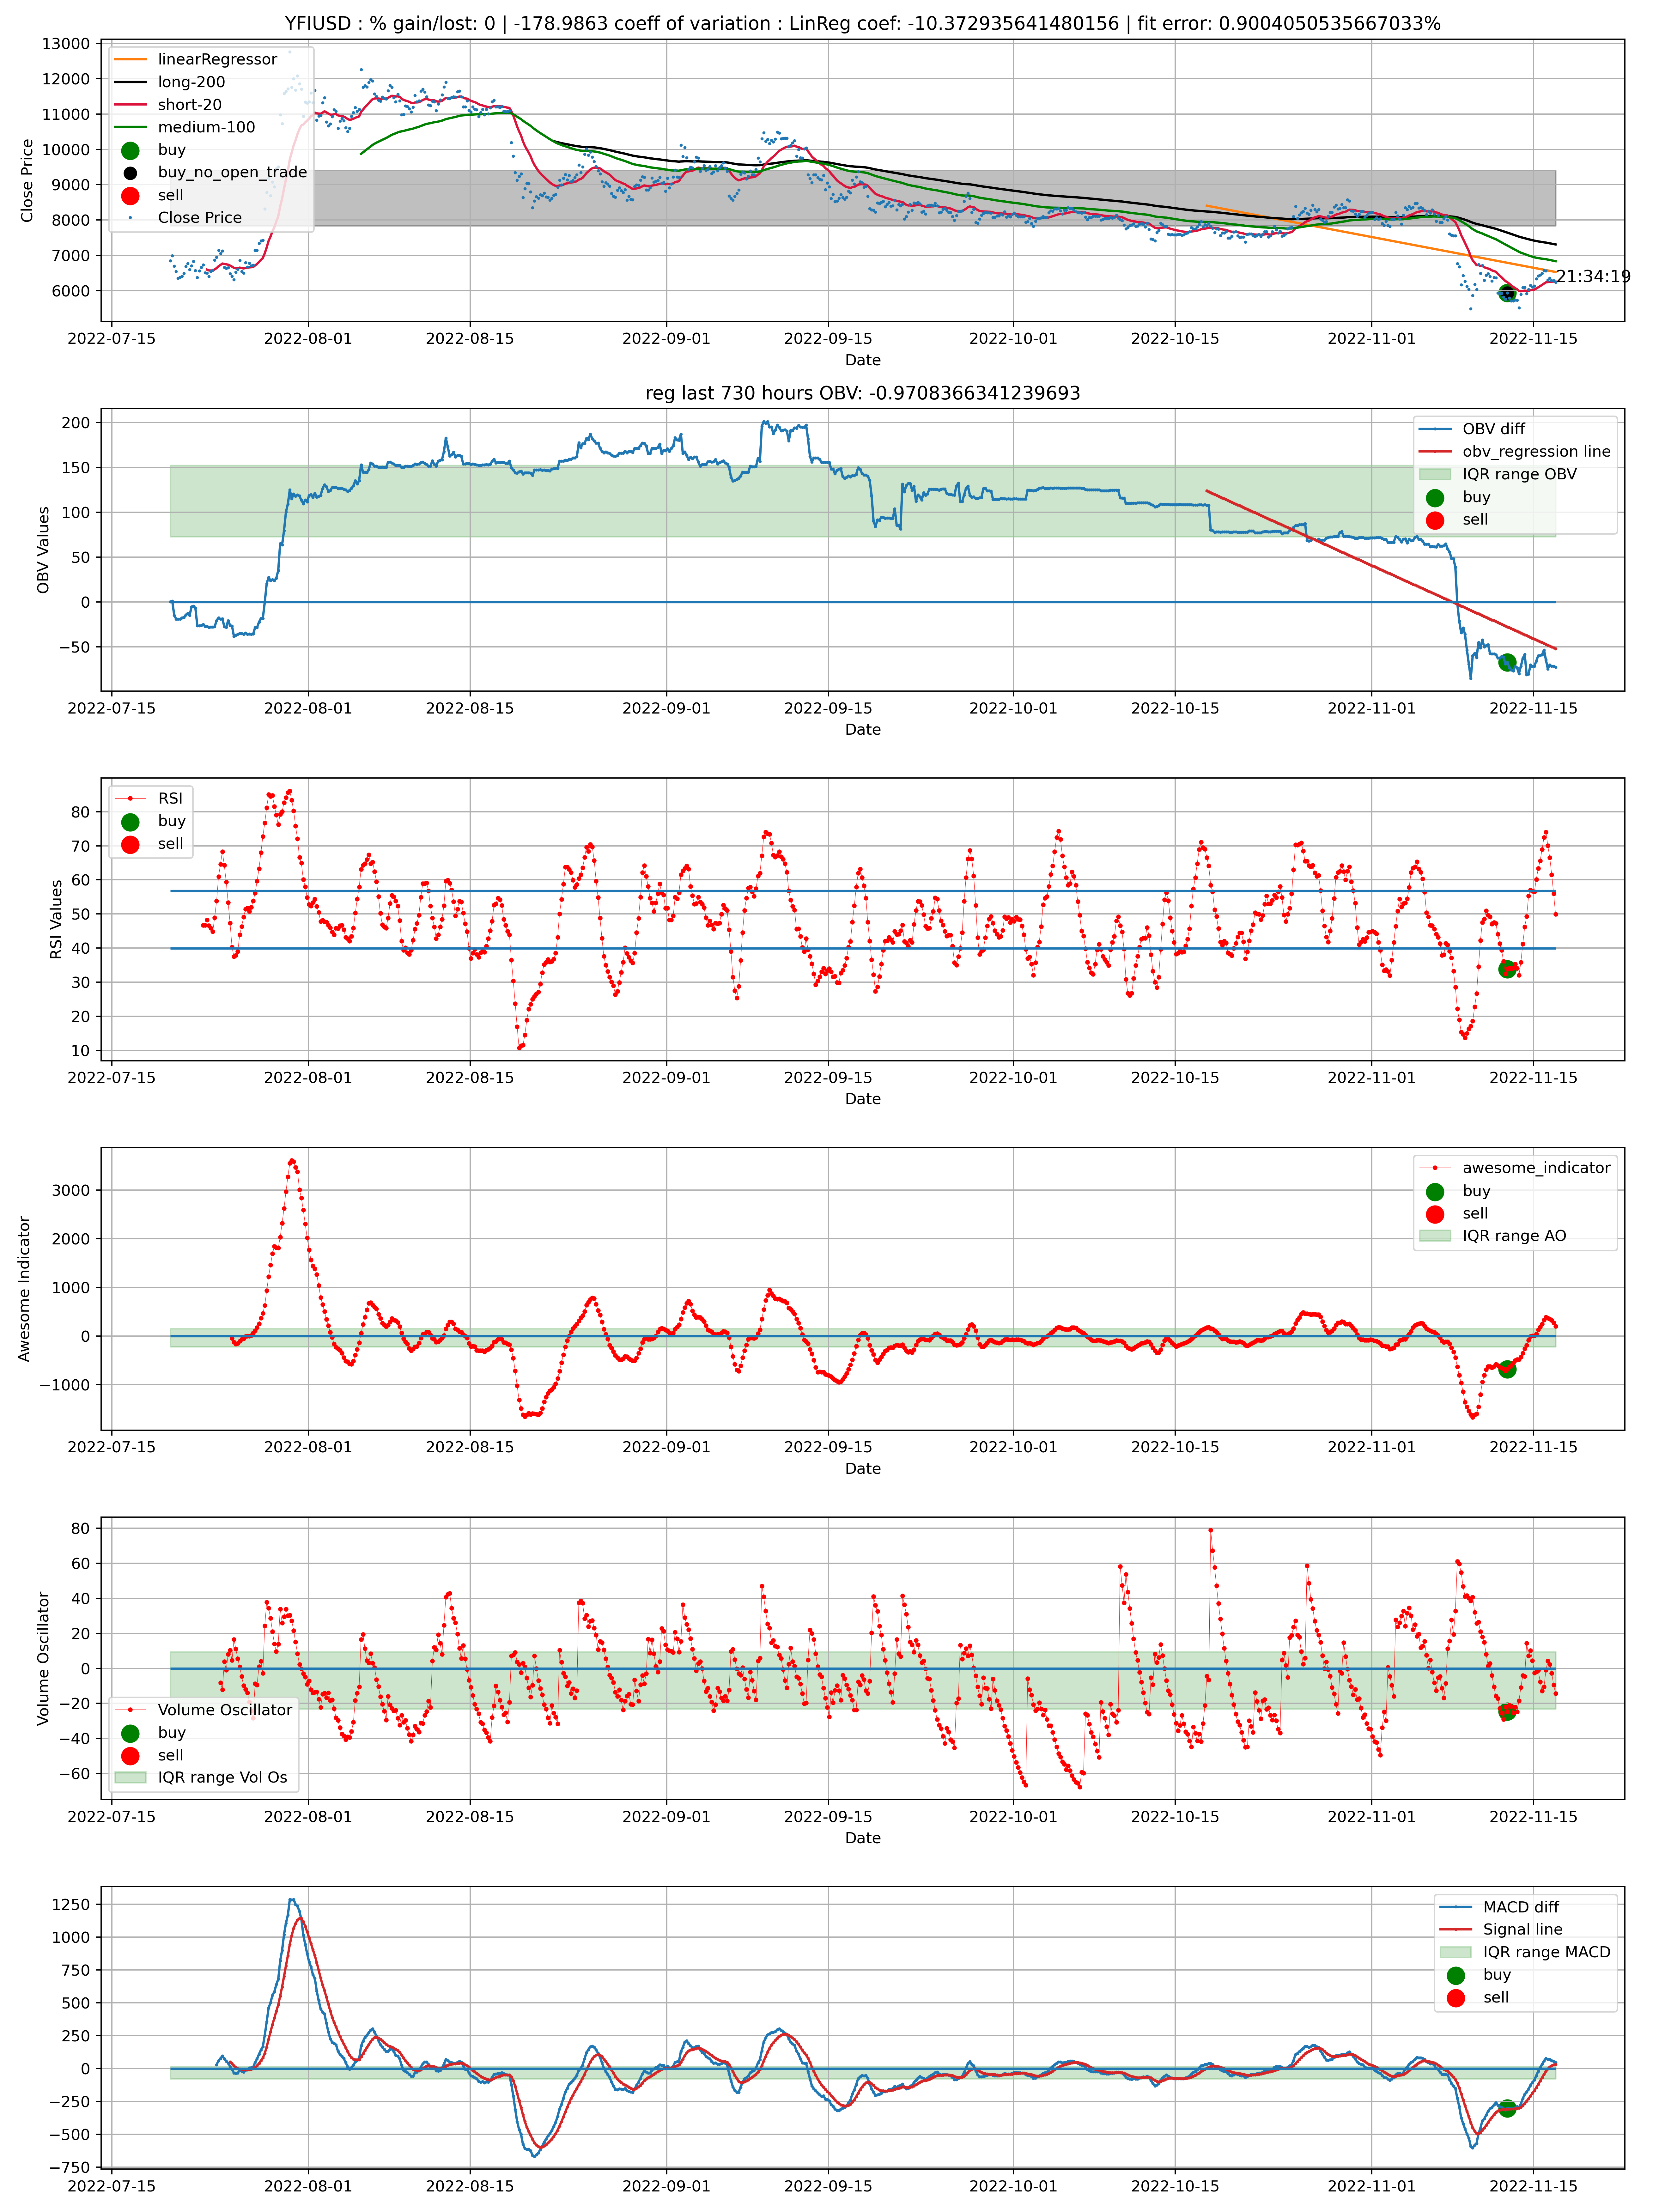 YFIUSD : % gain/lost: 0 | -178.9863 coeff of variation : LinReg coef: -10.372935641480156 | fit error: 0.9004050535667033%
13000
12000
11000
10000
9000
8000
7000
6000
Close Price
linearRegressor
long-200
short-20
medium-100
buy
buy_no_open_trade
sell
Close Price
21:34:19
2022-07-15 2022-08-01 2022-08-15 2022-09-01 2022-09-15 2022-10-01 2022-10-15 2022-11-01 2022-11-15
Date
reg last 730 hours OBV: -0.9708366341239693
200
150
100
50
0
−50
OBV Values
OBV diff
obv_regression line
IQR range OBV
buy
sell
2022-07-15 2022-08-01 2022-08-15 2022-09-01 2022-09-15 2022-10-01 2022-10-15 2022-11-01 2022-11-15
Date
80
70
60
50
40
30
20
10
RSI Values
RSI
buy
sell
2022-07-15 2022-08-01 2022-08-15 2022-09-01 2022-09-15 2022-10-01 2022-10-15 2022-11-01 2022-11-15
Date
3000
2000
1000
0
−1000
Awesome Indicator
awesome_indicator
buy
sell
IQR range AO
2022-07-15 2022-08-01 2022-08-15 2022-09-01 2022-09-15 2022-10-01 2022-10-15 2022-11-01 2022-11-15
Date
80
60
40
20
0
−20
−40
−60
Volume Oscillator
Volume Oscillator
buy
sell
IQR range Vol Os
2022-07-15 2022-08-01 2022-08-15 2022-09-01 2022-09-15 2022-10-01 2022-10-15 2022-11-01 2022-11-15
Date
1250
1000
750
500
250
0
−250
−500
−750
MACD diff
Signal line
IQR range MACD
buy
sell
2022-07-15 2022-08-01 2022-08-15 2022-09-01 2022-09-15 2022-10-01 2022-10-15 2022-11-01 2022-11-15